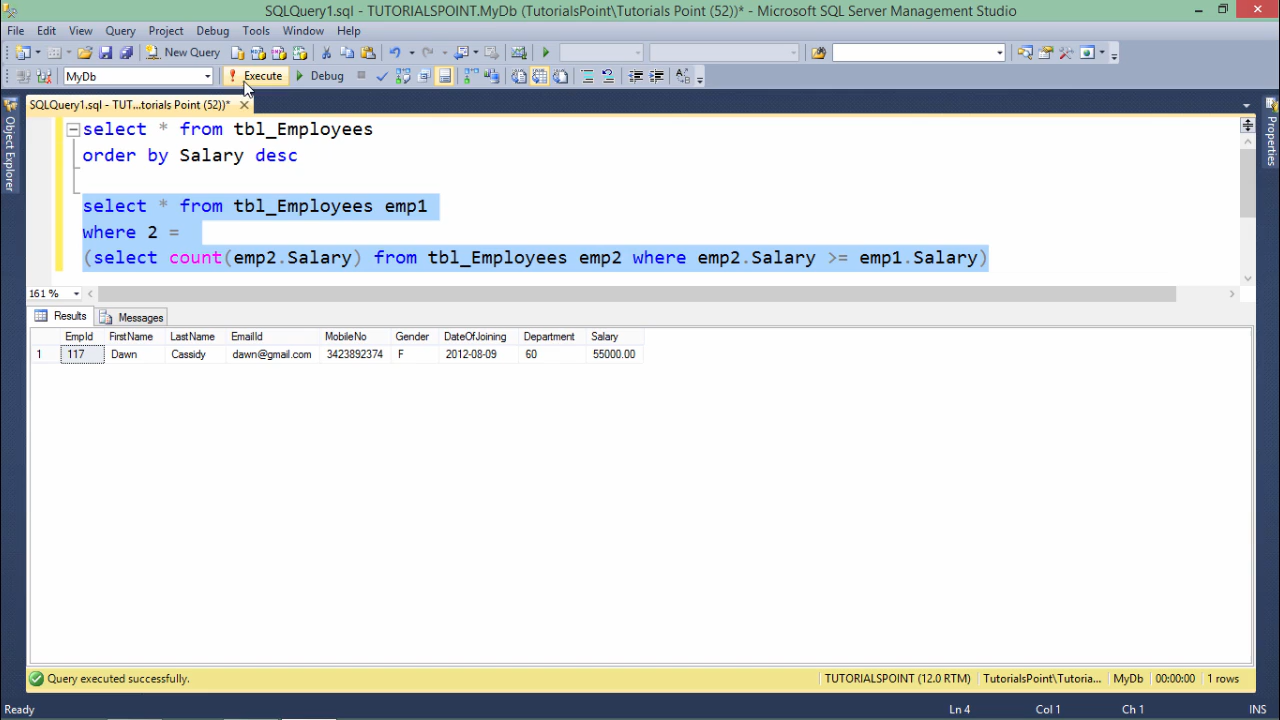 SQLQuery1.sql - TUTORIALSPOINT.MyDb (TutorialsPoint\Tutorials Point (52))* - Microsoft SQL Server Management Studio
File Edit View Query Project Debug Tools Window Help
New Query
MyDb Execute Debug
SQLQuery1.sql - TUT...torials Point (52))*
Object Explorer
Properties
select * from tbl_Employees
order by Salary desc
select * from tbl_Employees emp1
where 2 =
(select count(emp2.Salary) from tbl_Employees emp2 where emp2.Salary >= emp1.Salary)
161 %
Results Messages
EmpId FirstName LastName EmailId MobileNo Gender DateOfJoining Department Salary
1 117 Dawn Cassidy dawn@gmail.com 3423892374 F 2012-08-09 60 55000.00
Query executed successfully. TUTORIALSPOINT (12.0 RTM) TutorialsPoint\Tutoria... MyDb 00:00:00 1 rows
Ready Ln 4 Col 1 Ch 1 INS